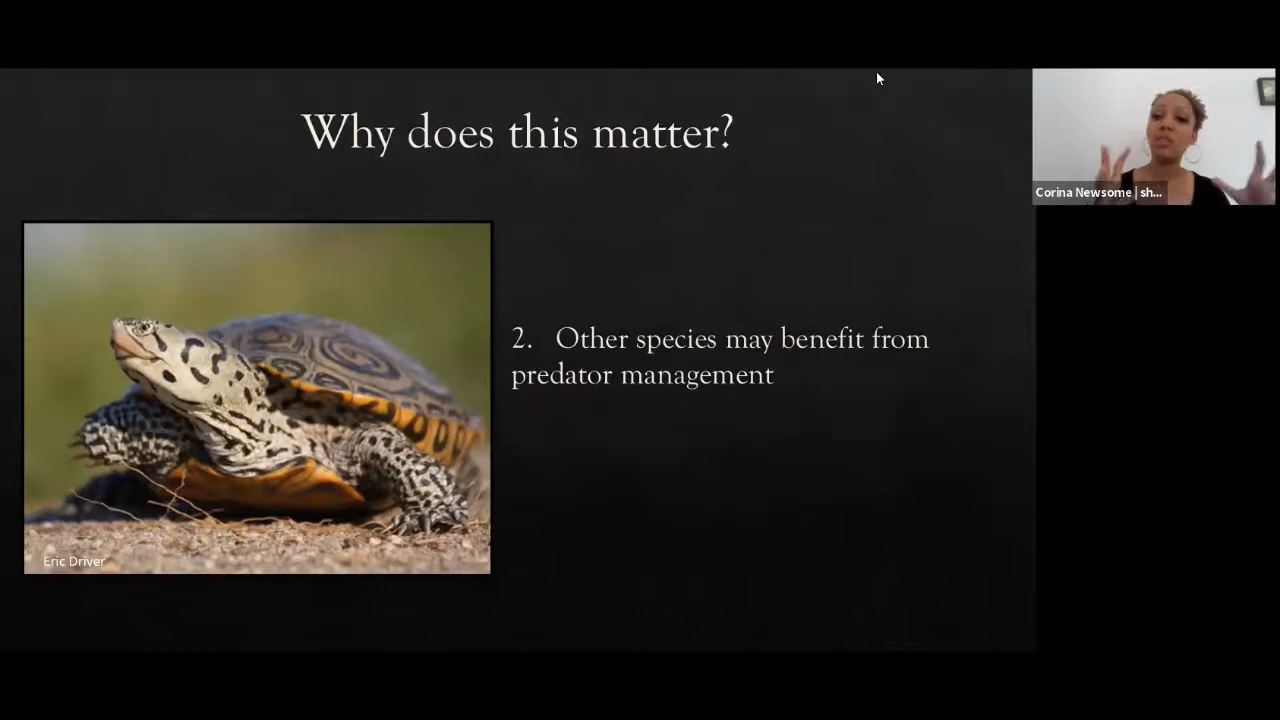 Why does this matter?
Corina Newsome | sh...
2. Other species may benefit from
predator management
Eric Driver